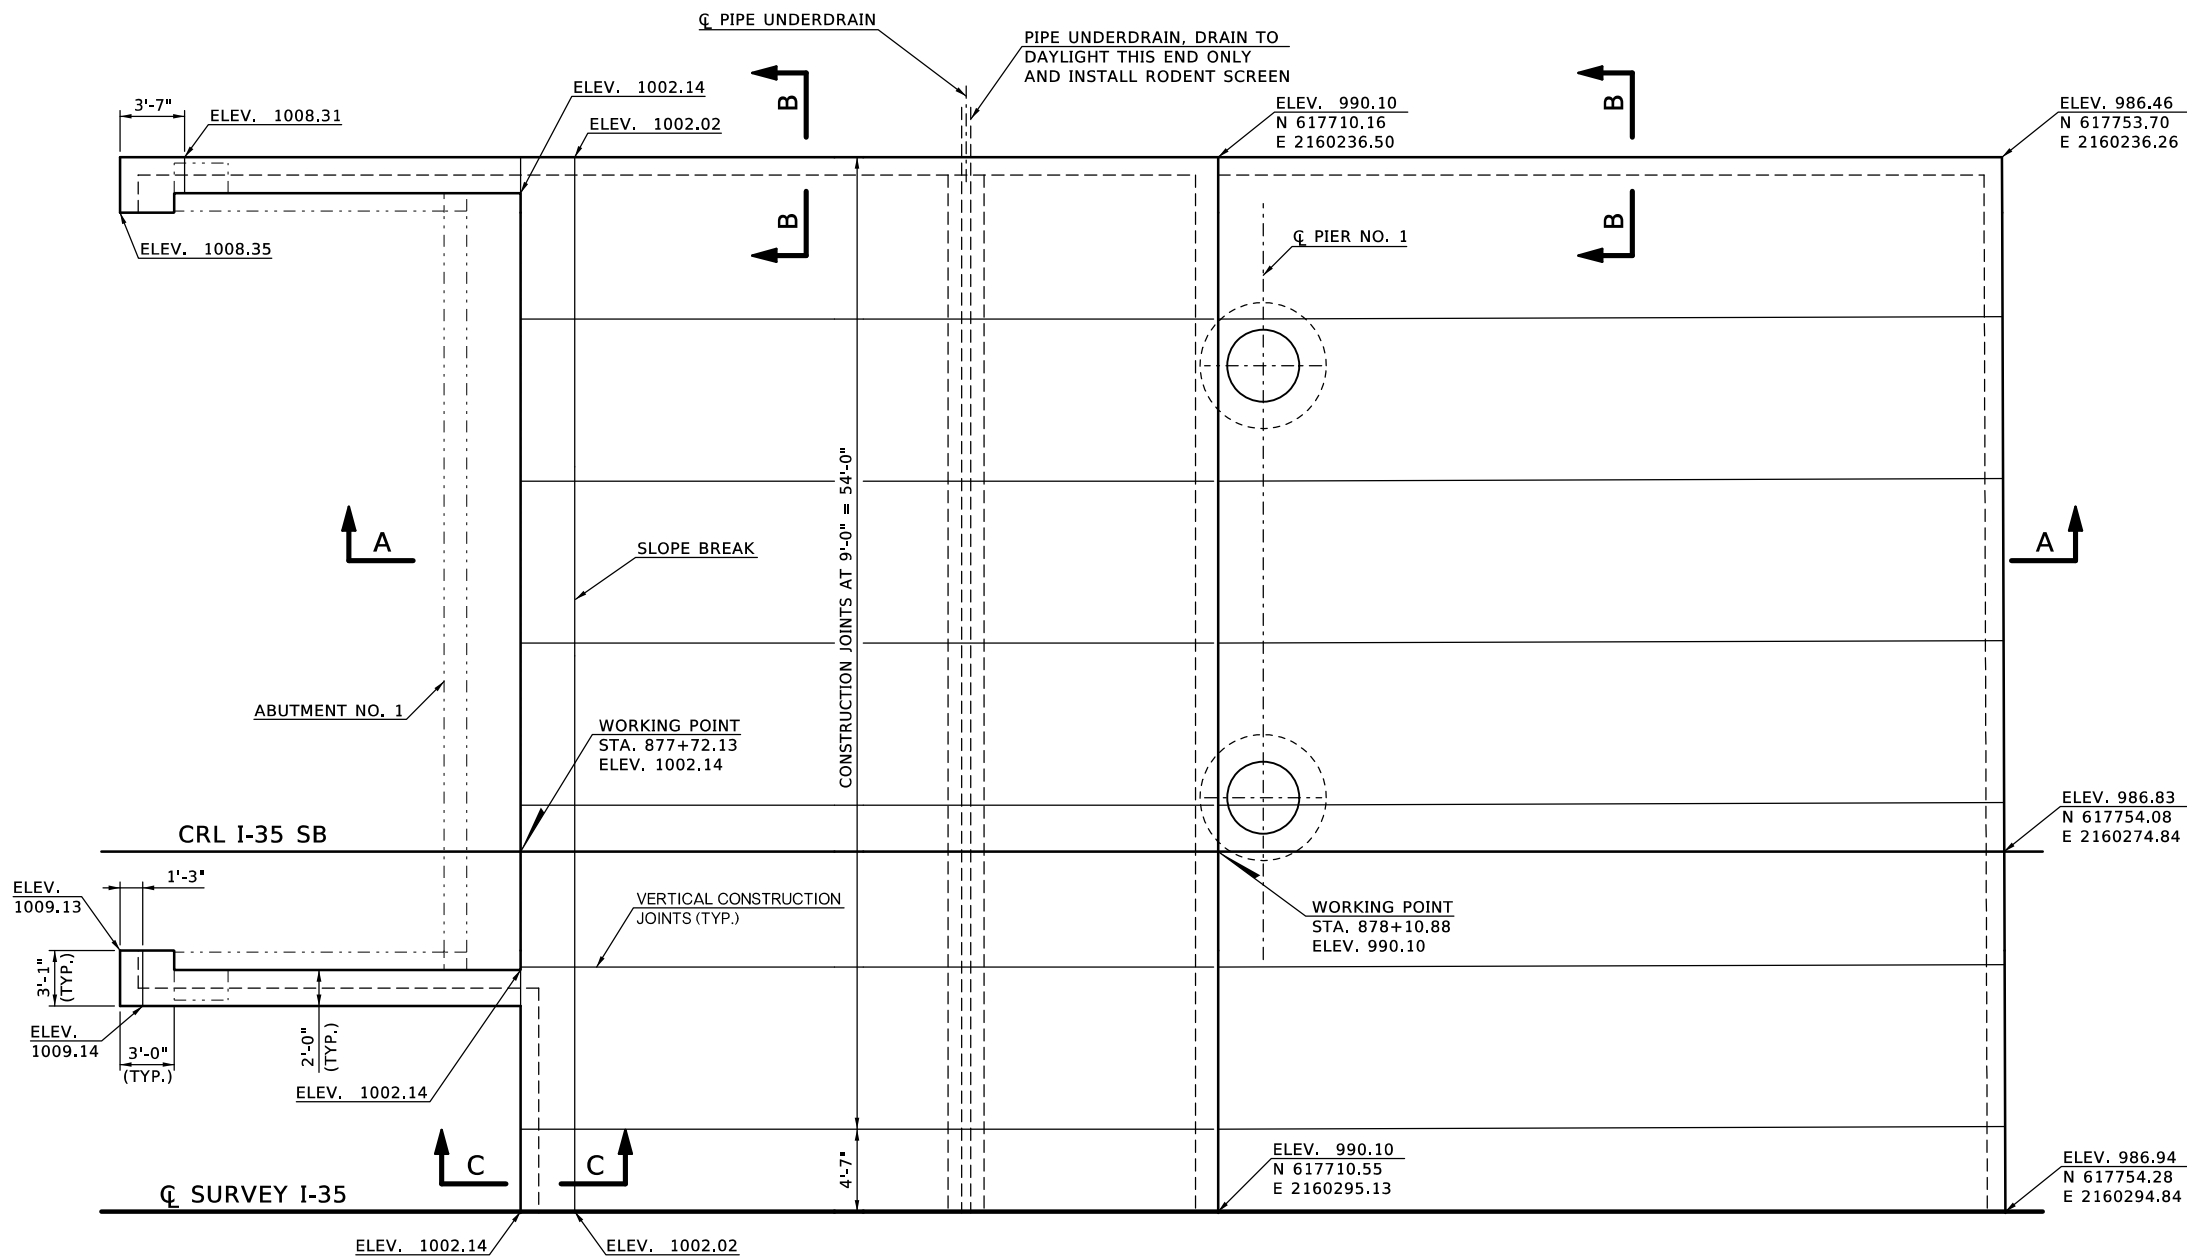 ℄ PIPE UNDERDRAIN
PIPE UNDERDRAIN, DRAIN TO
DAYLIGHT THIS END ONLY
AND INSTALL RODENT SCREEN
ELEV. 1002.14
ELEV. 1002.02
3'-7"
ELEV. 1008.31
B
B
ELEV. 990.10
N 617710.16
E 2160236.50
ELEV. 986.46
N 617753.70
E 2160236.26
B
B
ELEV. 1008.35
℄ PIER NO. 1
A
A
SLOPE BREAK
CONSTRUCTION JOINTS AT 9'-0" = 54'-0"
ABUTMENT NO. 1
WORKING POINT
STA. 877+72.13
ELEV. 1002.14
CRL I-35 SB
ELEV. 986.83
N 617754.08
E 2160274.84
1'-3"
ELEV.
1009.13
VERTICAL CONSTRUCTION
JOINTS (TYP.)
WORKING POINT
STA. 878+10.88
ELEV. 990.10
3'-1"
(TYP.)
ELEV.
1009.14
3'-0"
(TYP.)
2'-0"
(TYP.)
ELEV. 1002.14
C
C
4'-7"
ELEV. 990.10
N 617710.55
E 2160295.13
ELEV. 986.94
N 617754.28
E 2160294.84
℄ SURVEY I-35
ELEV. 1002.14
ELEV. 1002.02